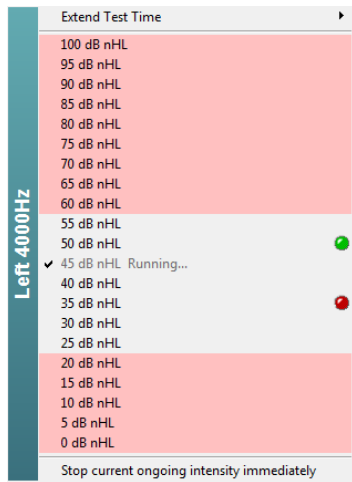 Extend Test Time
100 dB nHL
95 dB nHL
90 dB nHL
85 dB nHL
80 dB nHL
75 dB nHL
70 dB nHL
65 dB nHL
60 dB nHL
55 dB nHL
50 dB nHL
45 dB nHL Running...
40 dB nHL
35 dB nHL
30 dB nHL
25 dB nHL
20 dB nHL
15 dB nHL
10 dB nHL
5 dB nHL
0 dB nHL
Stop current ongoing intensity immediately
Left 4000Hz